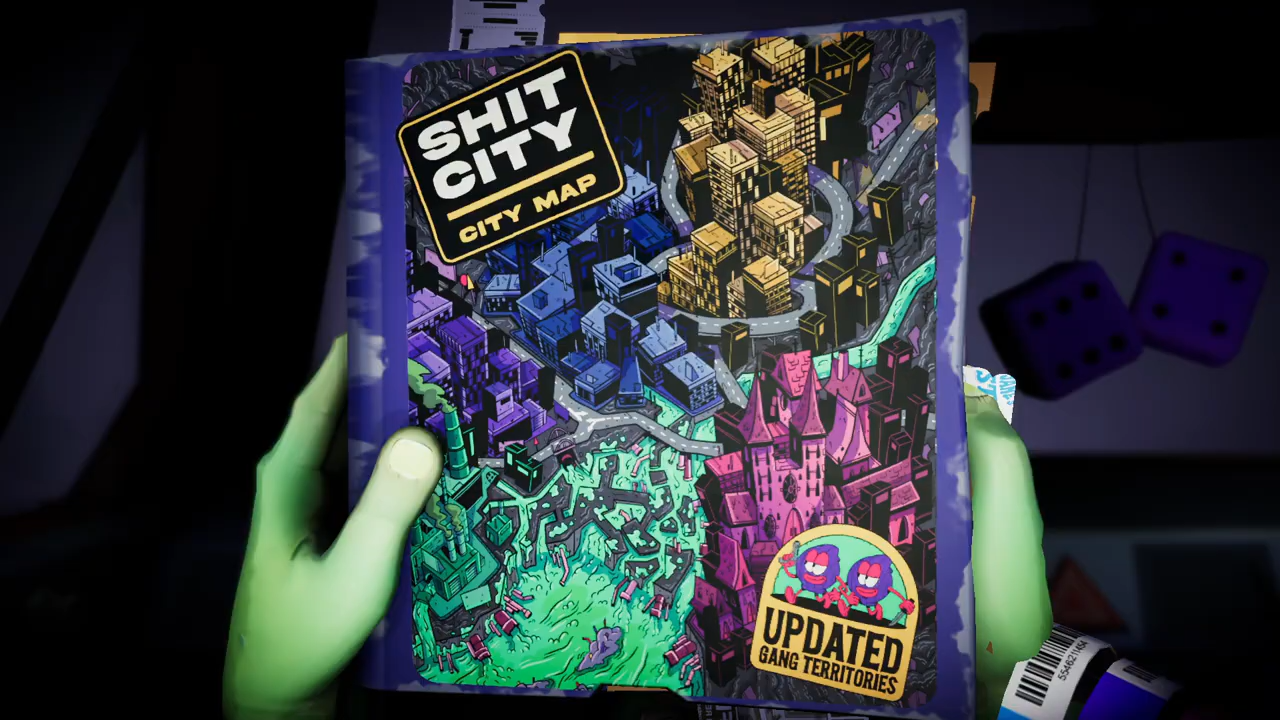 SHIT
CITY
CITY MAP
UPDATED
GANG TERRITORIES